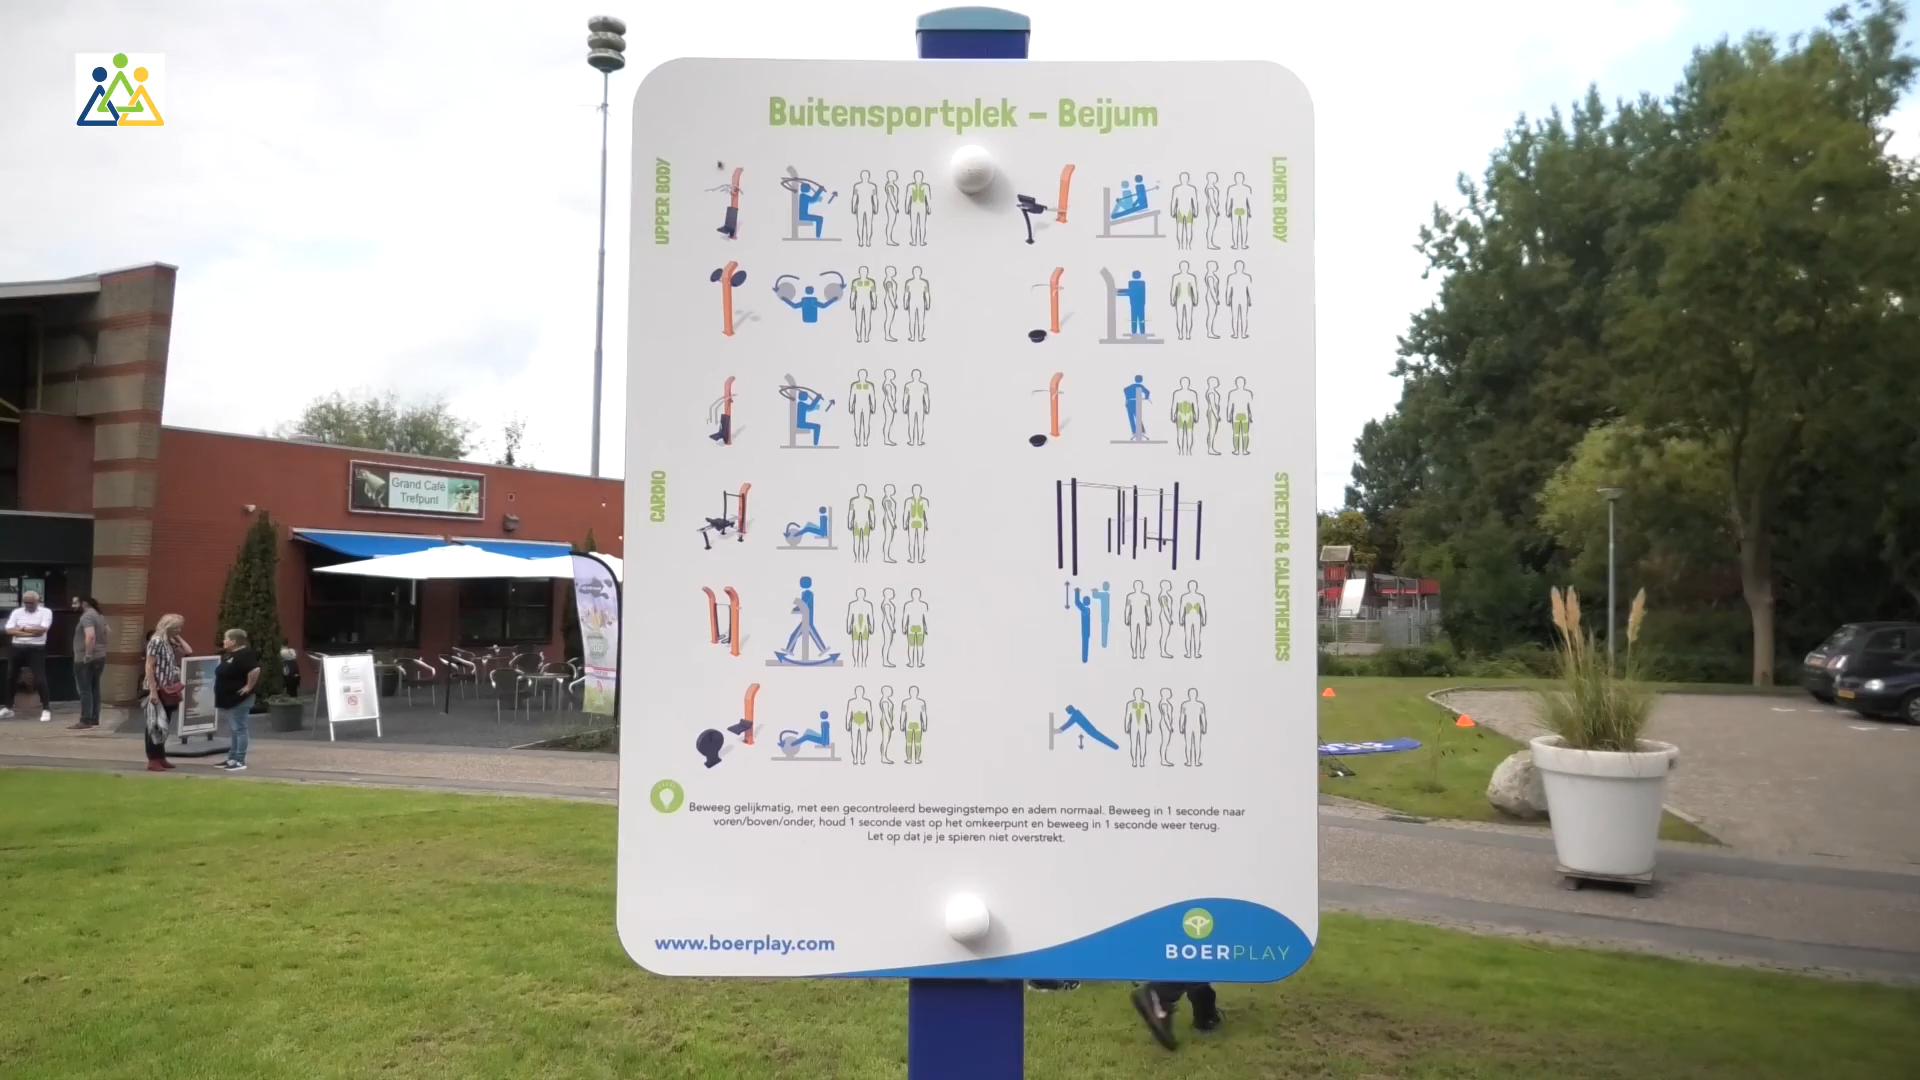 Buitensportplek – Beijum
UPPER BODY
LOWER BODY
CARDIO
STRETCH & CALISTHENICS
Beweeg gelijkmatig, met een gecontroleerd bewegingstempo en adem normaal. Beweeg in 1 seconde naar
voren/boven/onder, houd 1 seconde vast op het omkeerpunt en beweeg in 1 seconde weer terug.
Let op dat je je spieren niet overstrekt.
www.boerplay.com
BOERPLAY
Grand Café
Trefpunt